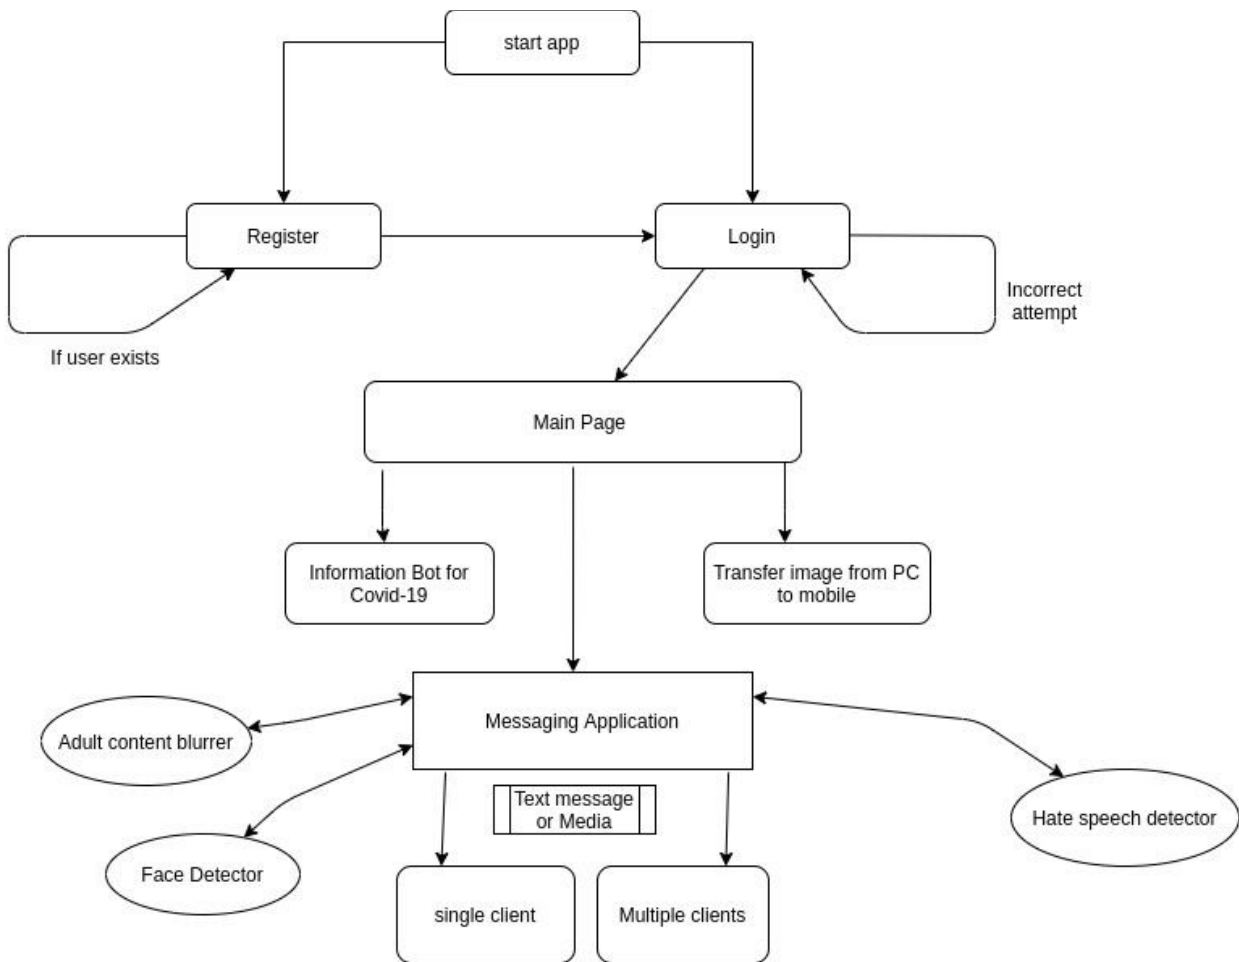 start app
Register
Login
Incorrect
attempt
If user exists
Main Page
Information Bot for
Covid-19
Transfer image from PC
to mobile
Messaging Application
Adult content blurrer
Text message
or Media
Hate speech detector
Face Detector
single client
Multiple clients